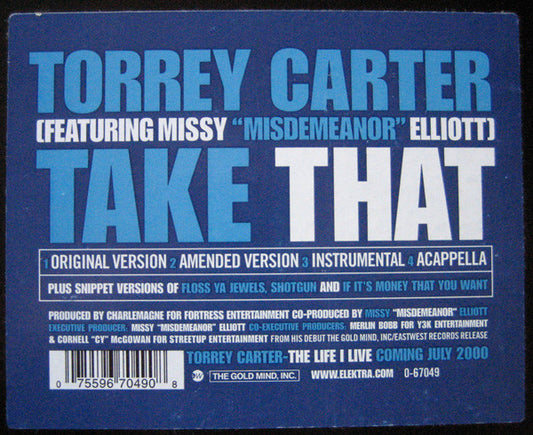 TORREY CARTER
(FEATURING MISSY "MISDEMEANOR" ELLIOTT)
TAKE THAT
1 ORIGINAL VERSION 2 AMENDED VERSION 3 INSTRUMENTAL 4 ACAPPELLA
PLUS SNIPPET VERSIONS OF FLOSS YA JEWELS, SHOTGUN AND IF IT'S MONEY THAT YOU WANT
PRODUCED BY CHARLEMAGNE FOR FORTRESS ENTERTAINMENT CO-PRODUCED BY MISSY "MISDEMEANOR" ELLIOTT
EXECUTIVE PRODUCER: MISSY "MISDEMEANOR" ELLIOTT CO-EXECUTIVE PRODUCERS: MERLIN BOBB FOR Y3K ENTERTAINMENT
& CORNELL "CY" McGOWAN FOR STREETUP ENTERTAINMENT FROM HIS DEBUT THE GOLD MIND, INC/EASTWEST RECORDS RELEASE
TORREY CARTER-THE LIFE I LIVE COMING JULY 2000
0 75596 70490 8
THE GOLD MIND, INC. WWW.ELEKTRA.COM 0-67049